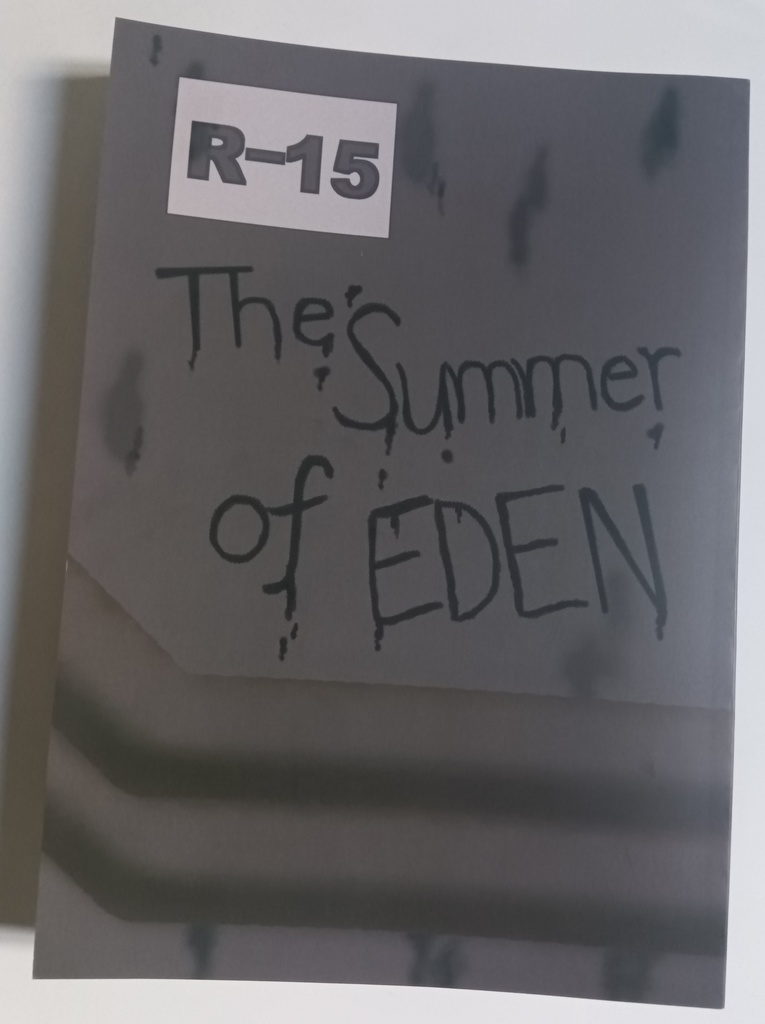 R-15
The Summer
of EDEN